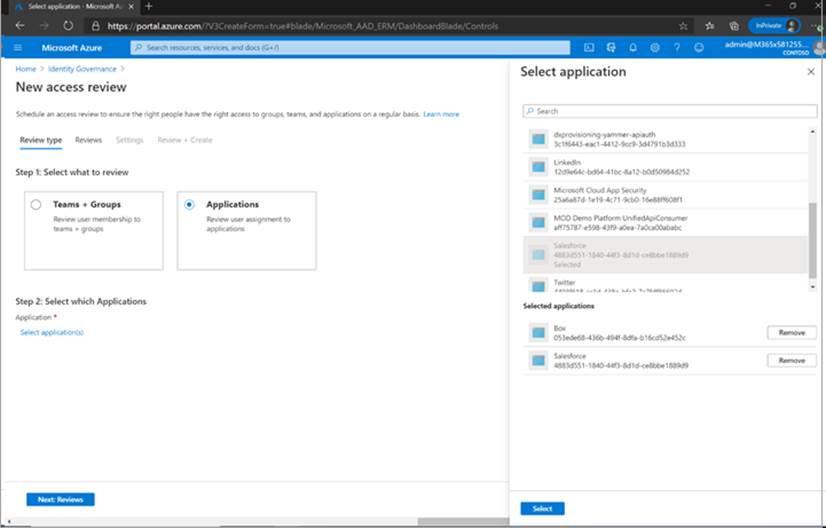 Select application - Microsoft Az
https://portal.azure.com/?V3CreateForm=true#blade/Microsoft_AAD_ERM/DashboardBlade/Controls
InPrivate
Microsoft Azure
Search resources, services, and docs (G+/)
admin@M365x581255...
CONTOSO
Home > Identity Governance >
New access review
Schedule an access review to ensure the right people have the right access to groups, teams, and applications on a regular basis. Learn more
Review type Reviews Settings Review + Create
Step 1: Select what to review
Teams + Groups
Review user membership to
teams + groups
Applications
Review user assignment to
applications
Step 2: Select which Applications
Application *
Select application(s)
Next: Reviews
Select application
Search
dxprovisioning-yammer-apiauth
3c1f6443-eac1-4412-9cc9-3d4791b3d333
LinkedIn
12d9e64c-bd64-41bc-8a12-b0d50984d252
Microsoft Cloud App Security
25a6a87d-1e19-4c71-9cb0-16e88ff608f1
MOD Demo Platform UnifiedApiConsumer
aff75787-e598-43f9-a0ea-7a0ca00ababc
Salesforce
4883d551-1840-44f3-8d1d-ce8bbe1889d9
Selected
Twitter
Selected applications
Box
053ede68-436b-494f-8dfa-b16cd52e452c
Remove
Salesforce
4883d551-1840-44f3-8d1d-ce8bbe1889d9
Remove
Select